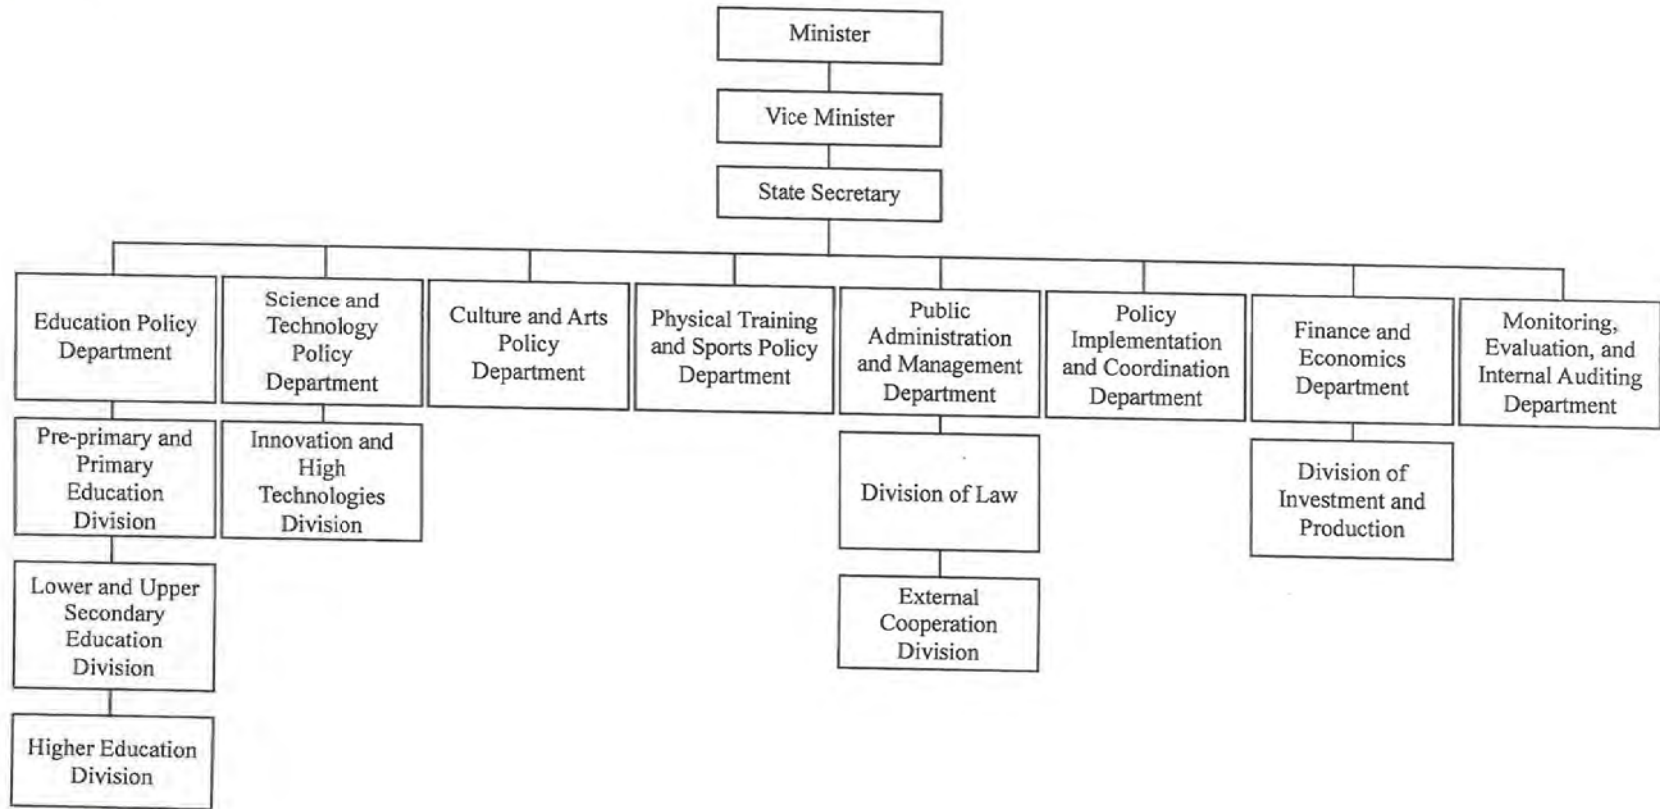 Minister
Vice Minister
State Secretary
Education Policy
Department
Science and
Technology
Policy
Department
Culture and Arts
Policy
Department
Physical Training
and Sports Policy
Department
Public
Administration
and Management
Department
Policy
Implementation
and Coordination
Department
Finance and
Economics
Department
Monitoring,
Evaluation, and
Internal Auditing
Department
Pre-primary and
Primary
Education
Division
Innovation and
High
Technologies
Division
Division of Law
Division of
Investment and
Production
Lower and Upper
Secondary
Education
Division
External
Cooperation
Division
Higher Education
Division